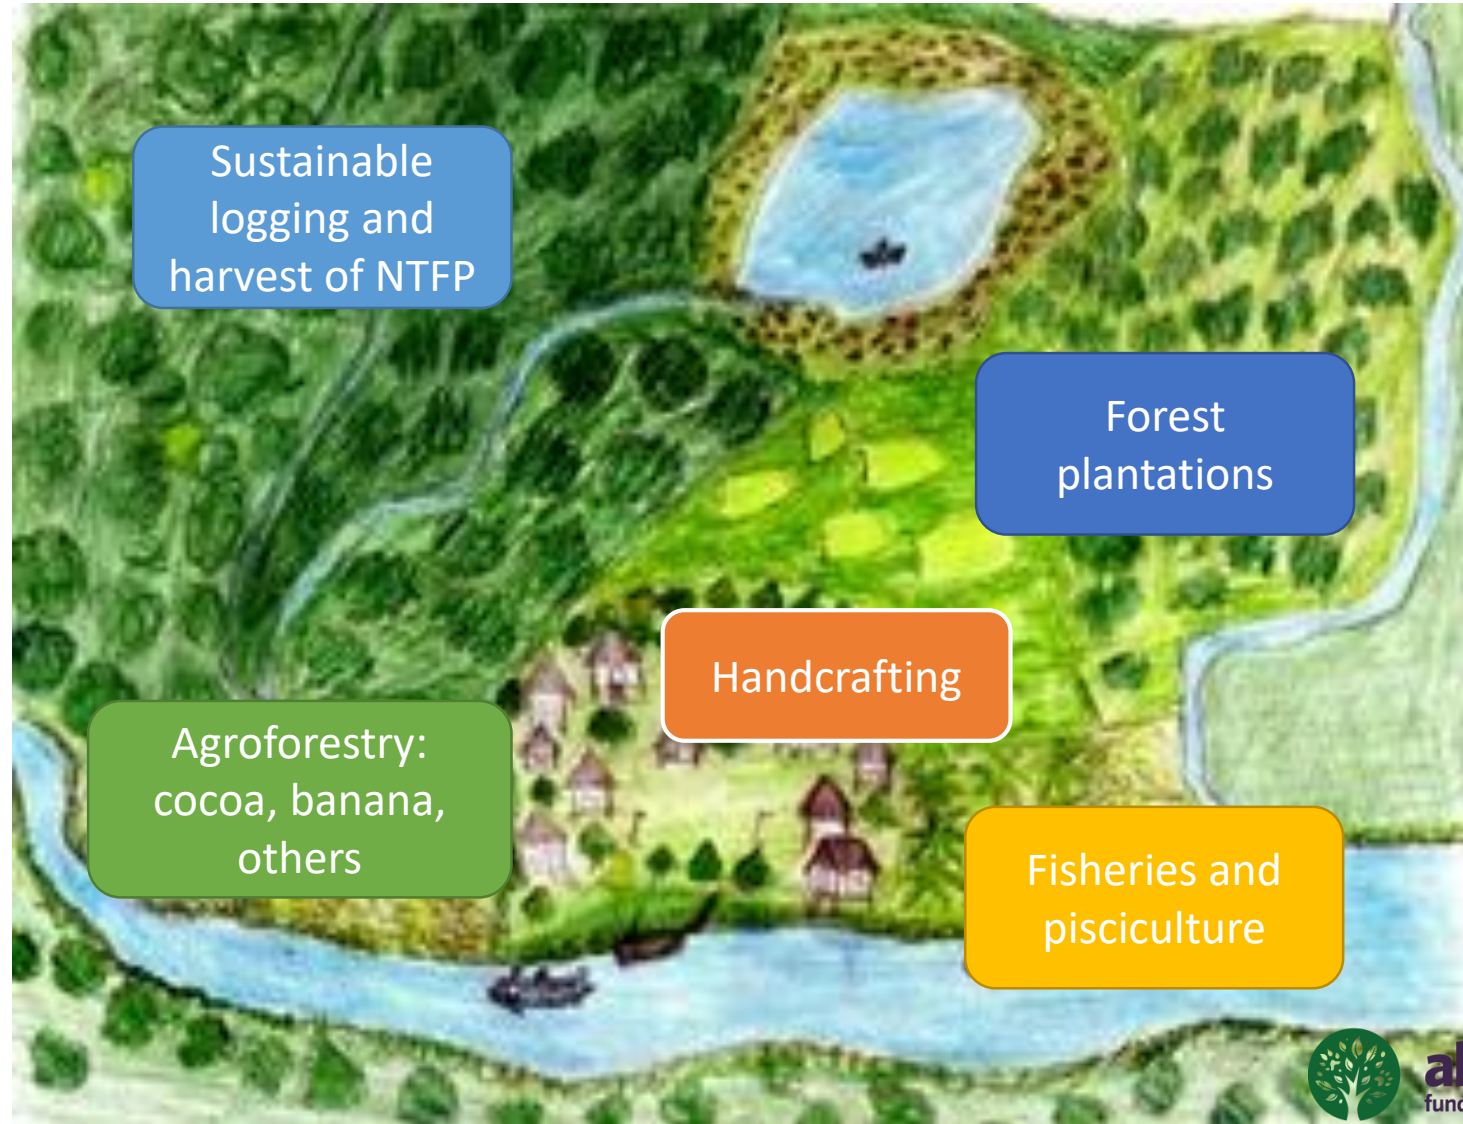 Sustainable
logging and
harvest of NTFP
Forest
plantations
Handcrafting
Agroforestry:
cocoa, banana,
others
Fisheries and
pisciculture